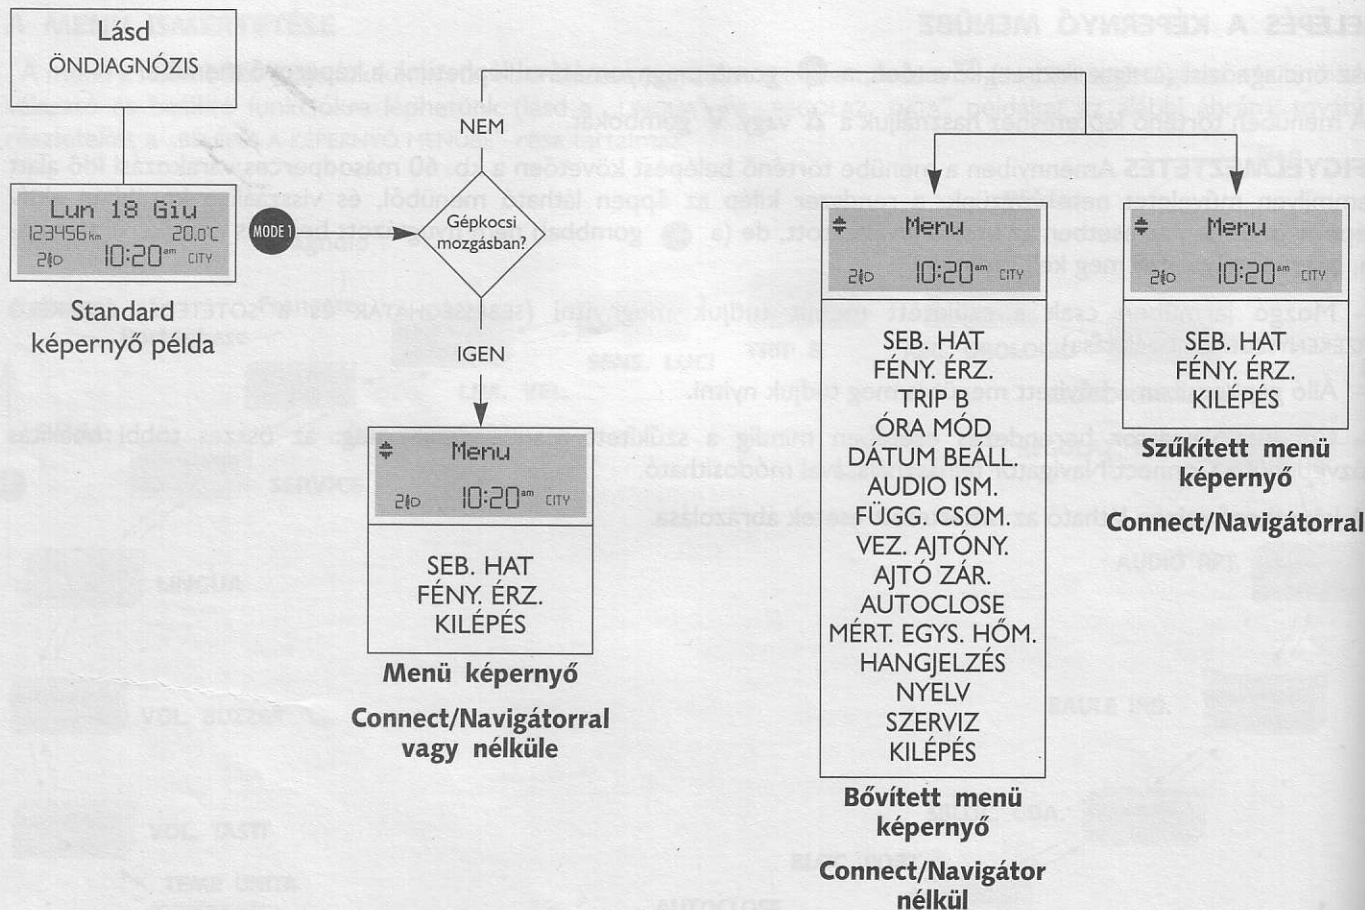 Lásd
ÖNDIAGNÓZIS
Lun 18 Giu
123456 km 20.0°C
10:20 am CITY
MODE 1
Standard
képernyő példa
NEM
Gépkocsi
mozgásban?
IGEN
Menu
10:20 am CITY
SEB. HAT
FÉNY. ÉRZ.
KILÉPÉS
Menü képernyő
Connect/Navigátorral
vagy nélküle
Menu
10:20 am CITY
SEB. HAT
FÉNY. ÉRZ.
TRIP B
ÓRA MÓD
DÁTUM BEÁLL.
AUDIO ISM.
FÜGG. CSOM.
VEZ. AJTÓNY.
AJTÓ ZÁR.
AUTOCLOSE
MÉRT. EGYS. HŐM.
HANGJELZÉS
NYELV
SZERVIZ
KILÉPÉS
Bővített menü
képernyő
Connect/Navigátor
nélkül
Menu
10:20 am CITY
SEB. HAT
FÉNY. ÉRZ.
KILÉPÉS
Szűkített menü
képernyő
Connect/Navigátorral